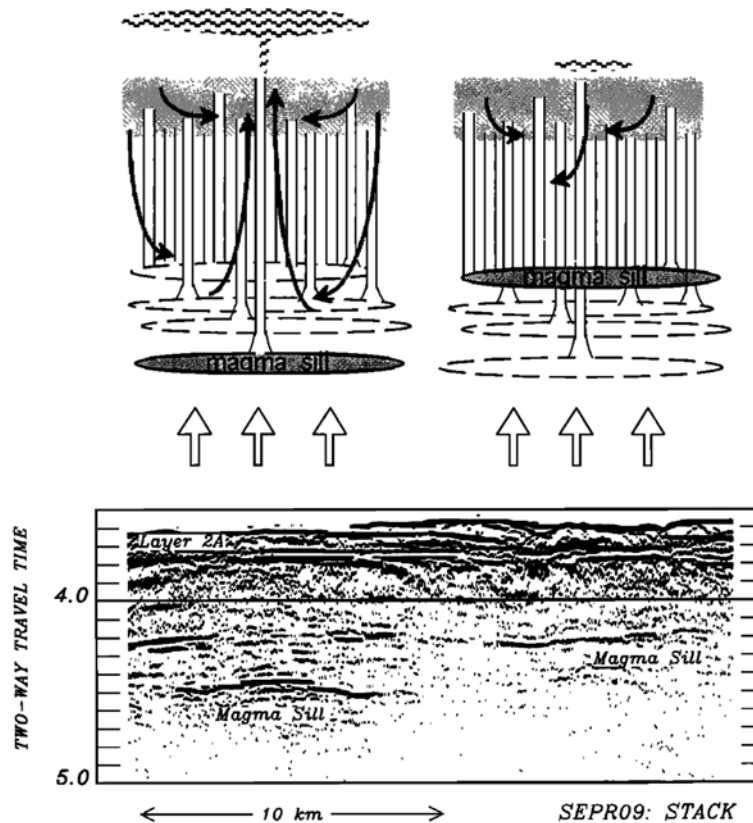 magma sill
magma sill
Layer 2A
4.0
Magma Sill
Magma Sill
5.0
TWO-WAY TRAVEL TIME
10 km
SEPR09: STACK